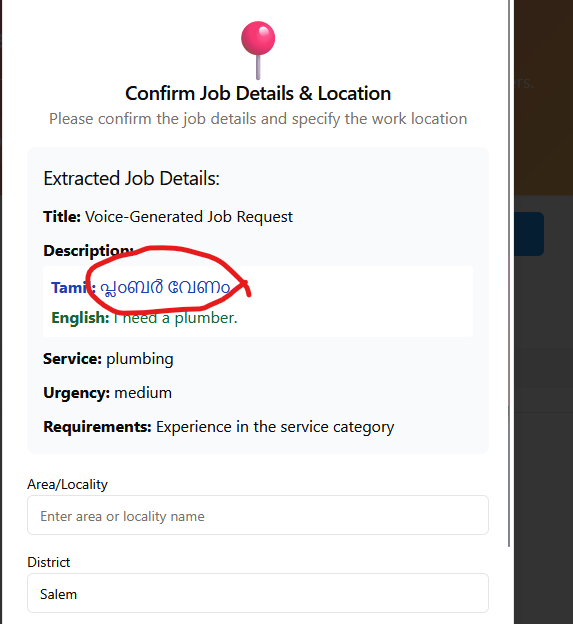 Confirm Job Details & Location
Please confirm the job details and specify the work location
Extracted Job Details:
Title: Voice-Generated Job Request
Description:
Tamil: പ്ലംബർ വേണം
English: I need a plumber.
Service: plumbing
Urgency: medium
Requirements: Experience in the service category
Area/Locality
Enter area or locality name
District
Salem
rs.